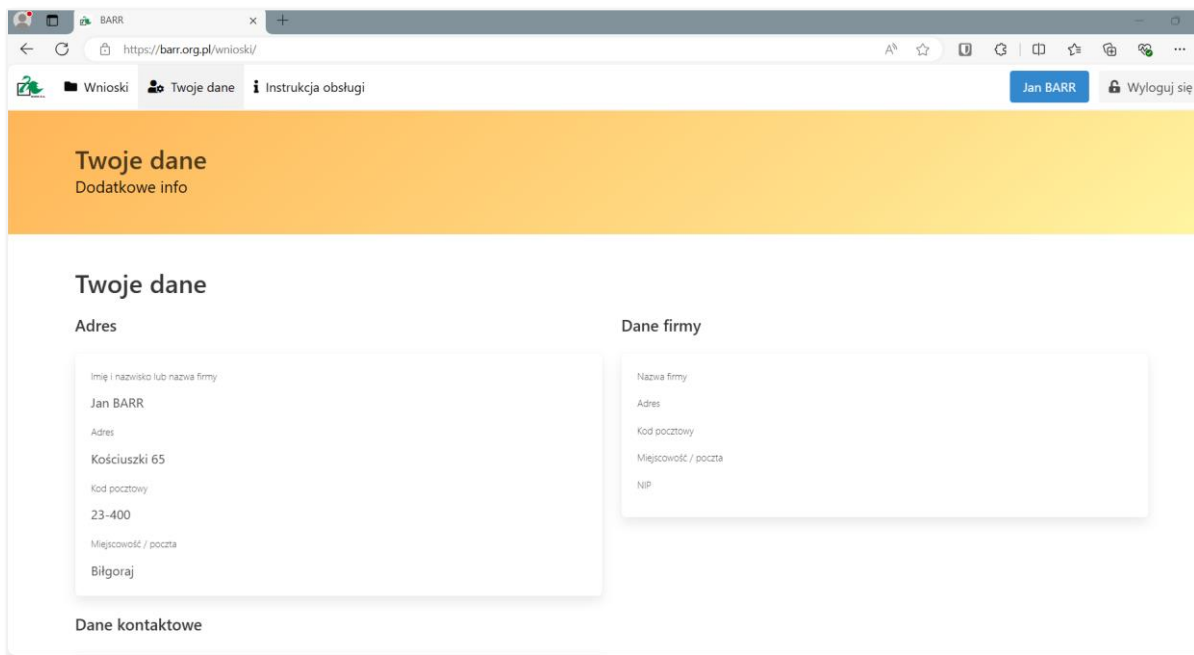 BARR
https://barr.org.pl/wnioski/
Wnioski Twoje dane Instrukcja obsługi Jan BARR Wyloguj się
Twoje dane
Dodatkowe info
Twoje dane
Adres
Imię i nazwisko lub nazwa firmy
Jan BARR
Adres
Kościuszki 65
Kod pocztowy
23-400
Miejscowość / poczta
Biłgoraj
Dane firmy
Nazwa firmy
Adres
Kod pocztowy
Miejscowość / poczta
NIP
Dane kontaktowe